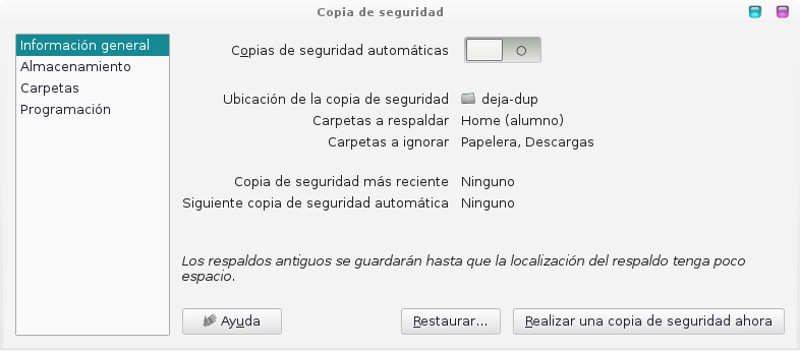 Copia de seguridad
Información general
Almacenamiento
Carpetas
Programación
Copias de seguridad automáticas
Ubicación de la copia de seguridad deja-dup
Carpetas a respaldar Home (alumno)
Carpetas a ignorar Papelera, Descargas
Copia de seguridad más reciente Ninguno
Siguiente copia de seguridad automática Ninguno
Los respaldos antiguos se guardarán hasta que la localización del respaldo tenga poco
espacio.
Ayuda Restaurar... Realizar una copia de seguridad ahora